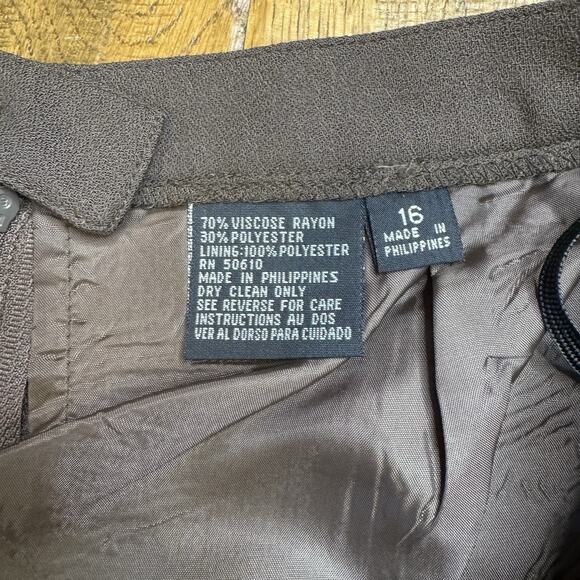 70% VISCOSE RAYON
30% POLYESTER
LINING:100% POLYESTER
RN 50610
MADE IN PHILIPPINES
DRY CLEAN ONLY
SEE REVERSE FOR CARE
INSTRUCTIONS AU DOS
VER AL DORSO PARA CUIDADO
16
MADE IN
PHILIPPINES